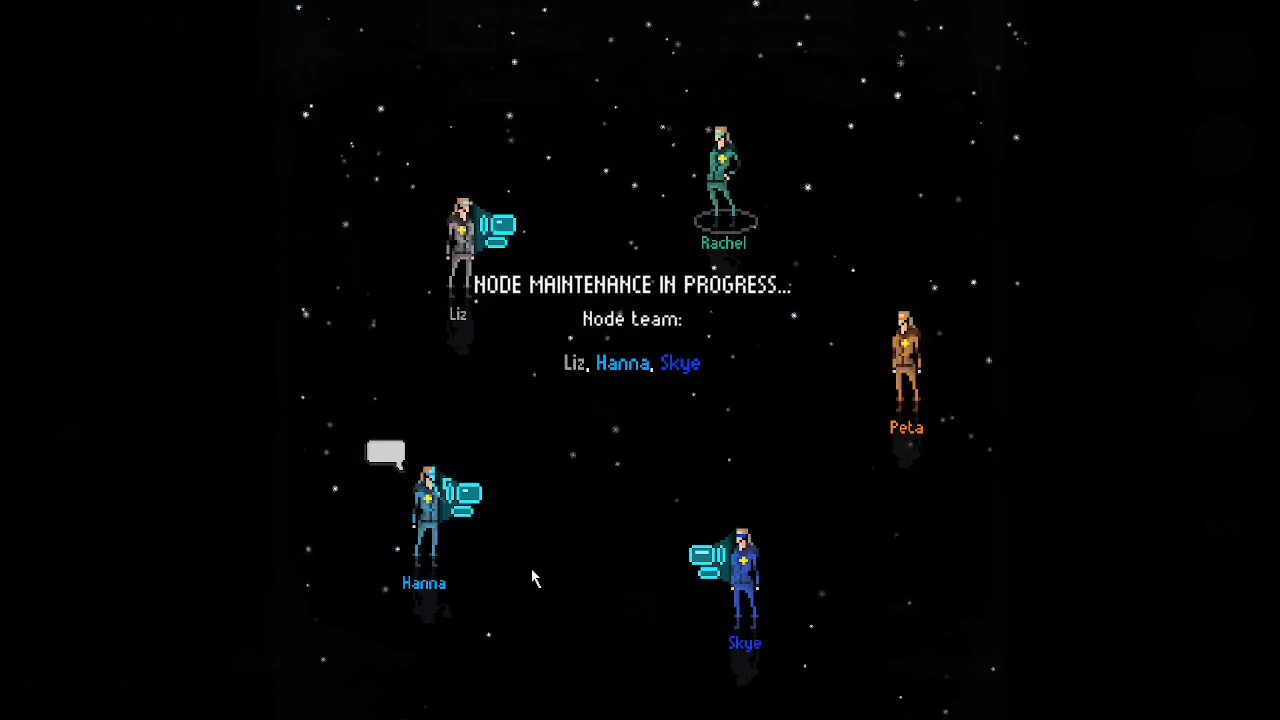 Rachel
NODE MAINTENANCE IN PROGRESS...
Liz
Node team:
Liz, Hanna, Skye
Peta
Hanna
Skye